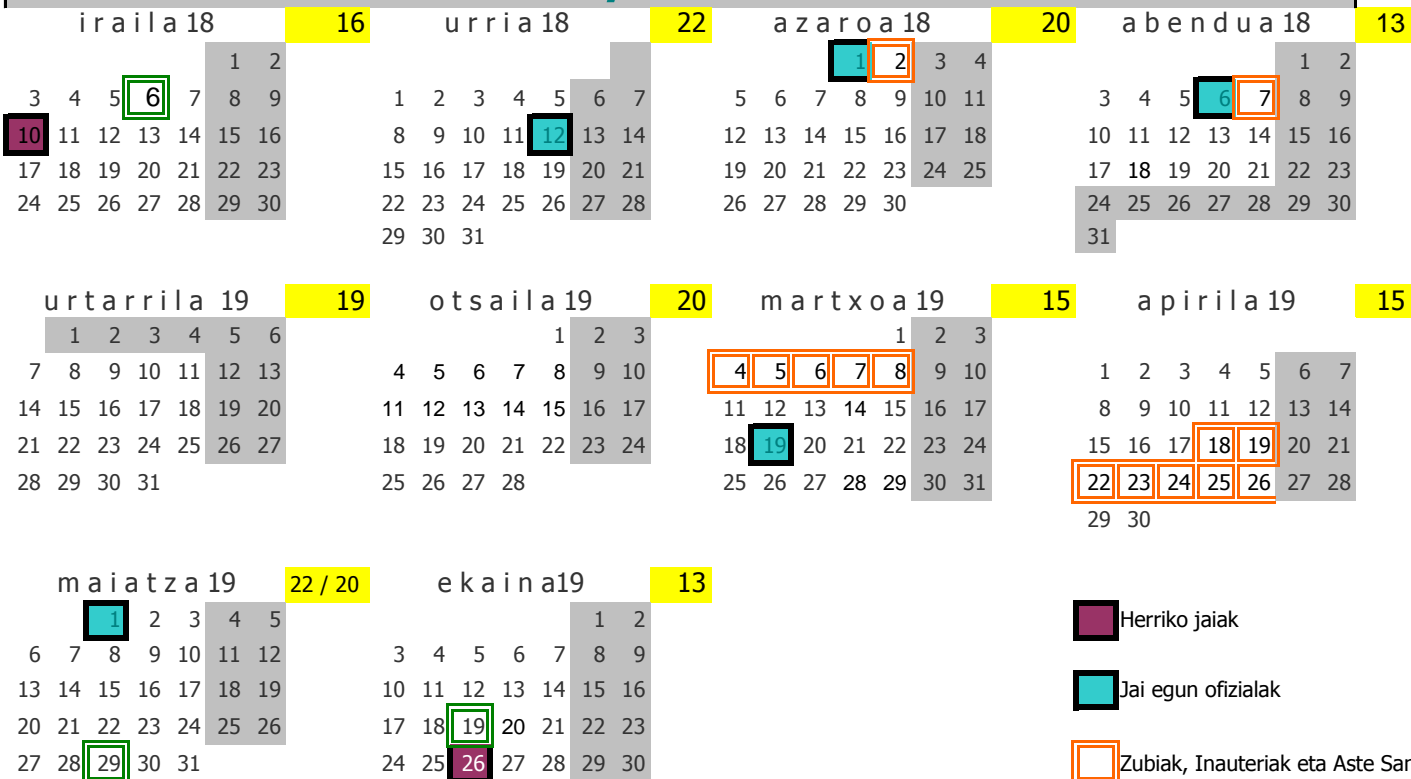 iraila 18 16 urria 18 22 azaroa 18 20 abendua 18 13
1 2 1 2 3 4 1 2
3 4 5 6 7 8 9 1 2 3 4 5 6 7 5 6 7 8 9 10 11 3 4 5 6 7 8 9
10 11 12 13 14 15 16 8 9 10 11 12 13 14 12 13 14 15 16 17 18 10 11 12 13 14 15 16
17 18 19 20 21 22 23 15 16 17 18 19 20 21 19 20 21 22 23 24 25 17 18 19 20 21 22 23
24 25 26 27 28 29 30 22 23 24 25 26 27 28 26 27 28 29 30 24 25 26 27 28 29 30
29 30 31 31
urtarrila 19 19 otsaila 19 20 martxoa 19 15 apirila 19 15
1 2 3 4 5 6 1 2 3 1 2 3
7 8 9 10 11 12 13 4 5 6 7 8 9 10 4 5 6 7 8 9 10 1 2 3 4 5 6 7
14 15 16 17 18 19 20 11 12 13 14 15 16 17 11 12 13 14 15 16 17 8 9 10 11 12 13 14
21 22 23 24 25 26 27 18 19 20 21 22 23 24 18 19 20 21 22 23 24 15 16 17 18 19 20 21
28 29 30 31 25 26 27 28 25 26 27 28 29 30 31 22 23 24 25 26 27 28
29 30
maiatza 19 22 / 20 ekaina19 13
1 2 3 4 5 1 2 Herriko jaiak
6 7 8 9 10 11 12 3 4 5 6 7 8 9
13 14 15 16 17 18 19 10 11 12 13 14 15 16 Jai egun ofizialak
20 21 22 23 24 25 26 17 18 19 20 21 22 23
27 28 29 30 31 24 25 26 27 28 29 30 Zubiak, Inauteriak eta Aste San